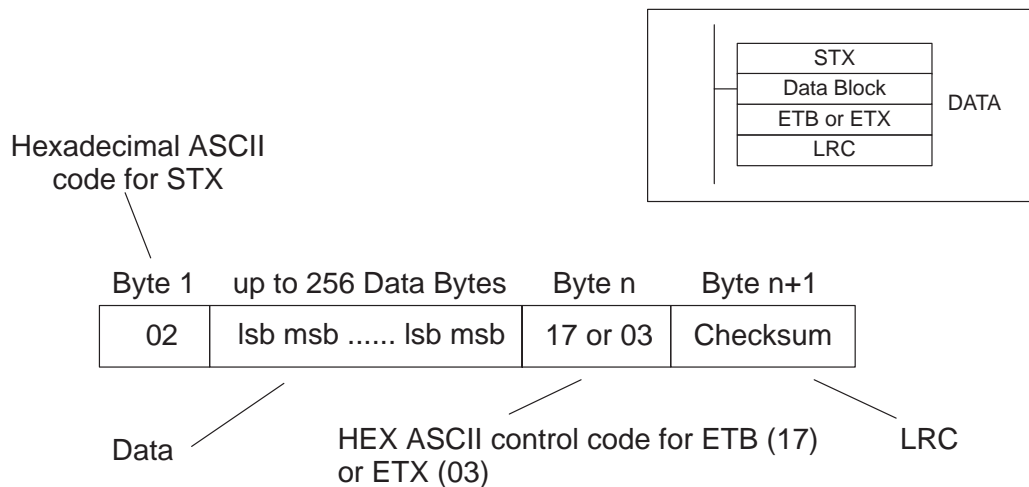 STX
Data Block
ETB or ETX
LRC
DATA
Hexadecimal ASCII
code for STX
Byte 1 up to 256 Data Bytes Byte n Byte n+1
02 lsb msb ...... lsb msb 17 or 03 Checksum
Data
HEX ASCII control code for ETB (17)
or ETX (03)
LRC